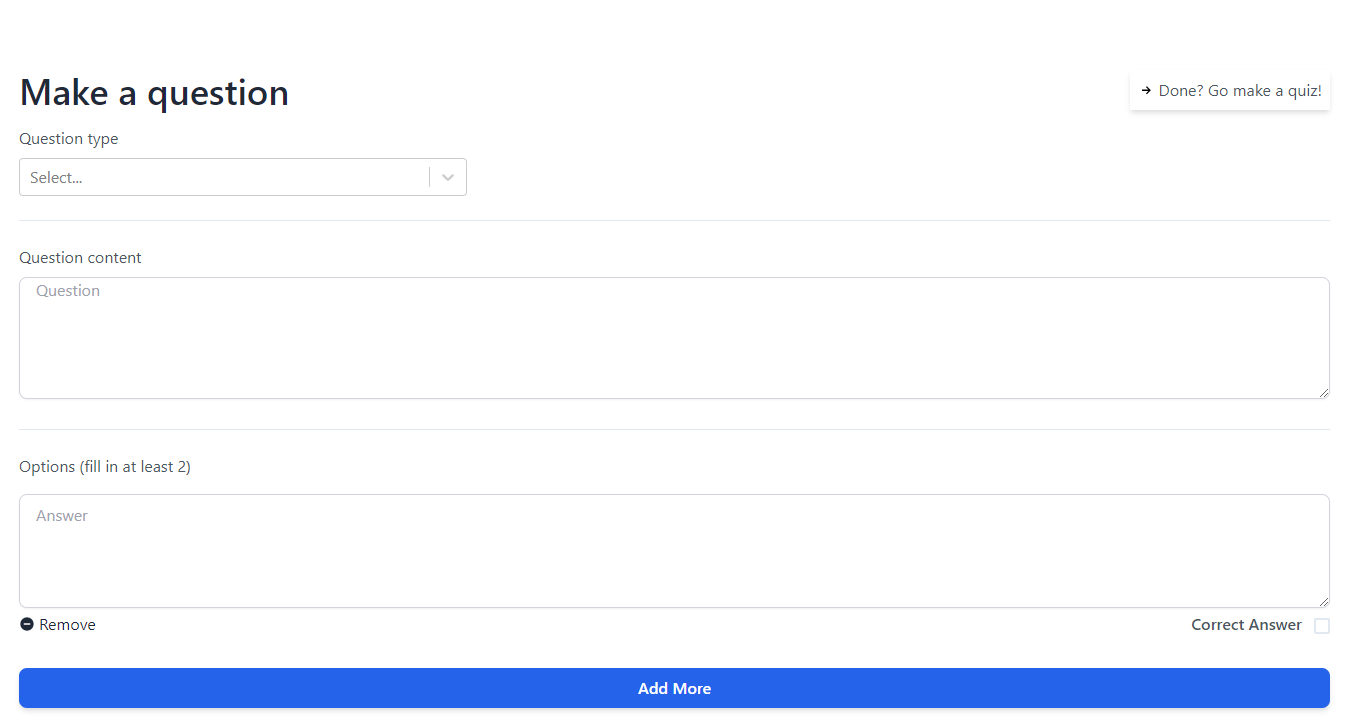 Make a question
Done? Go make a quiz!
Question type
Select...
Question content
Question
Options (fill in at least 2)
Answer
Remove
Correct Answer
Add More